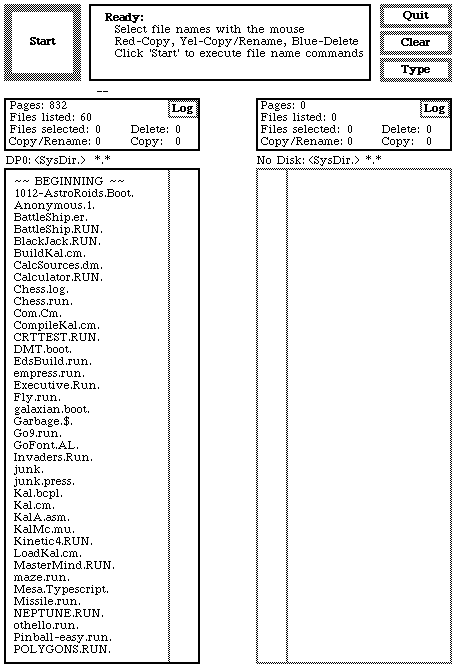 Start
Ready:
Select file names with the mouse
Red-Copy, Yel-Copy/Rename, Blue-Delete
Click 'Start' to execute file name commands
Quit
Clear
Type
Pages: 832
Log
Files listed: 60
Files selected: 0 Delete: 0
Copy/Rename: 0 Copy: 0
DP0: <SysDir.> *.*
Pages: 0
Log
Files listed: 0
Files selected: 0 Delete: 0
Copy/Rename: 0 Copy: 0
No Disk: <SysDir.> *.*
~~ BEGINNING ~~
1012-AstroRoids.Boot.
Anonymous.1.
BattleShip.er.
BattleShip.RUN.
BlackJack.RUN.
BuildKal.cm.
CalcSources.dm.
Calculator.RUN.
Chess.log.
Chess.run.
Com.Cm.
CompileKal.cm.
CRTTEST.RUN.
DMT.boot.
EdsBuild.run.
empress.run.
Executive.Run.
Fly.run.
galaxian.boot.
Garbage.$.
Go9.run.
GoFont.AL.
Invaders.Run.
junk.
junk.press.
Kal.bcpl.
Kal.cm.
KalA.asm.
KalMc.mu.
Kinetic4.RUN.
LoadKal.cm.
MasterMind.RUN.
maze.run.
Mesa.Typescript.
Missile.run.
NEPTUNE.RUN.
othello.run.
Pinball-easy.run.
POLYGONS.RUN.